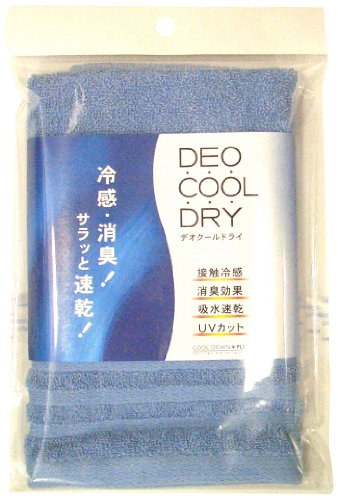 DEO
COOL
DRY
デオクールドライ
冷感・消臭!
サラッと速乾!
接触冷感
消臭効果
吸水速乾
UVカット